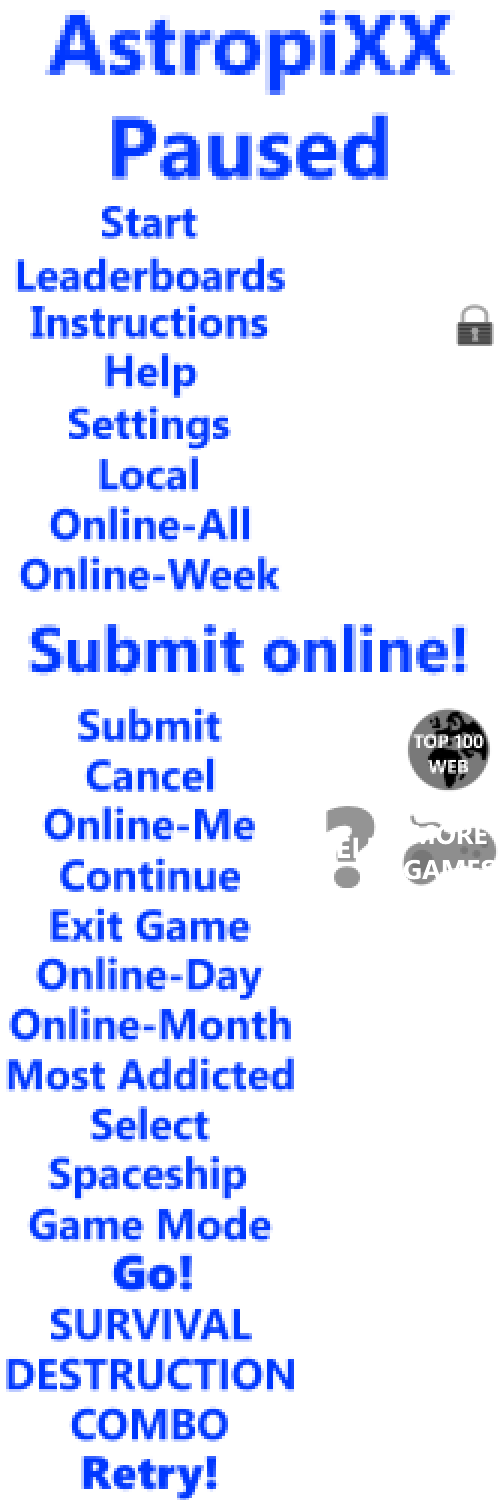 AstropiXX
Paused
Start
Leaderboards
Instructions
Help
Settings
Local
Online-All
Online-Week
Submit online!
Submit
TOP 100
WEB
Cancel
Online-Me
MORE
GAMES
Continue
Exit Game
Online-Day
Online-Month
Most Addicted
Select
Spaceship
Game Mode
Go!
SURVIVAL
DESTRUCTION
COMBO
Retry!